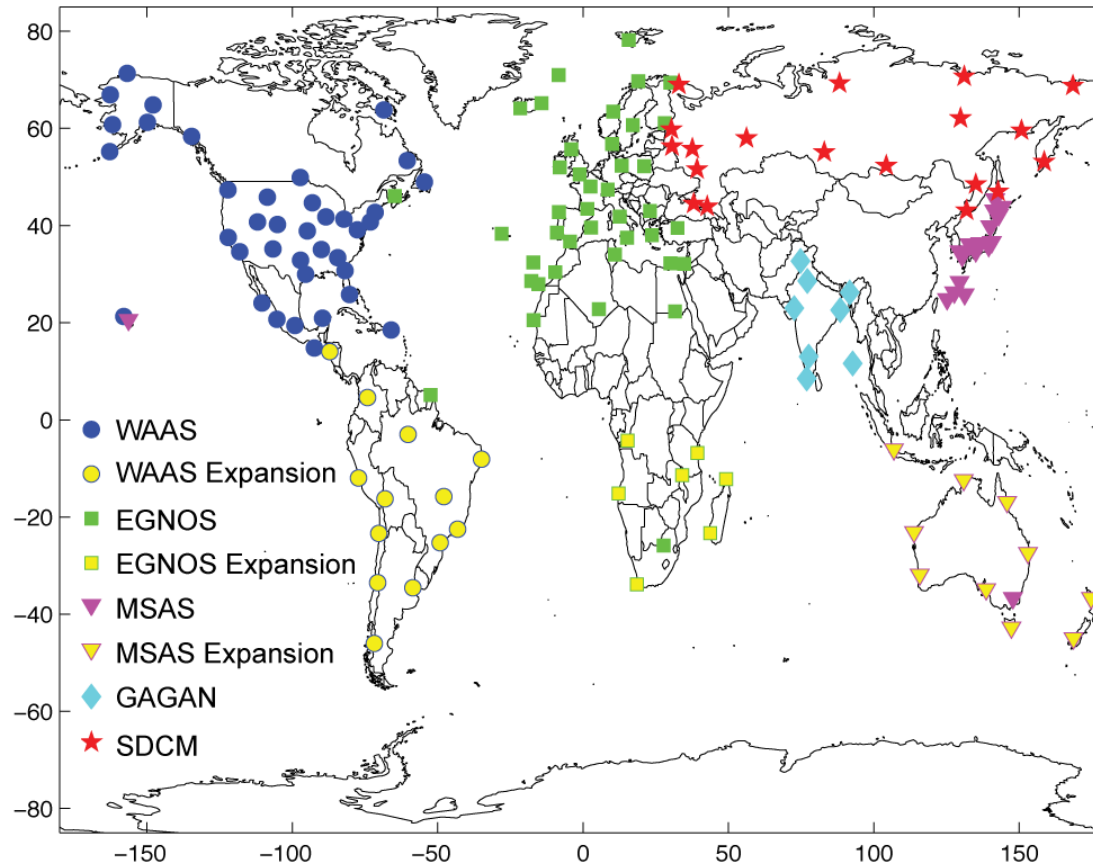 80
60
40
20
0
−20
−40
−60
−80
WAAS
WAAS Expansion
EGNOS
EGNOS Expansion
MSAS
MSAS Expansion
GAGAN
SDCM
−150 −100 −50 0 50 100 150